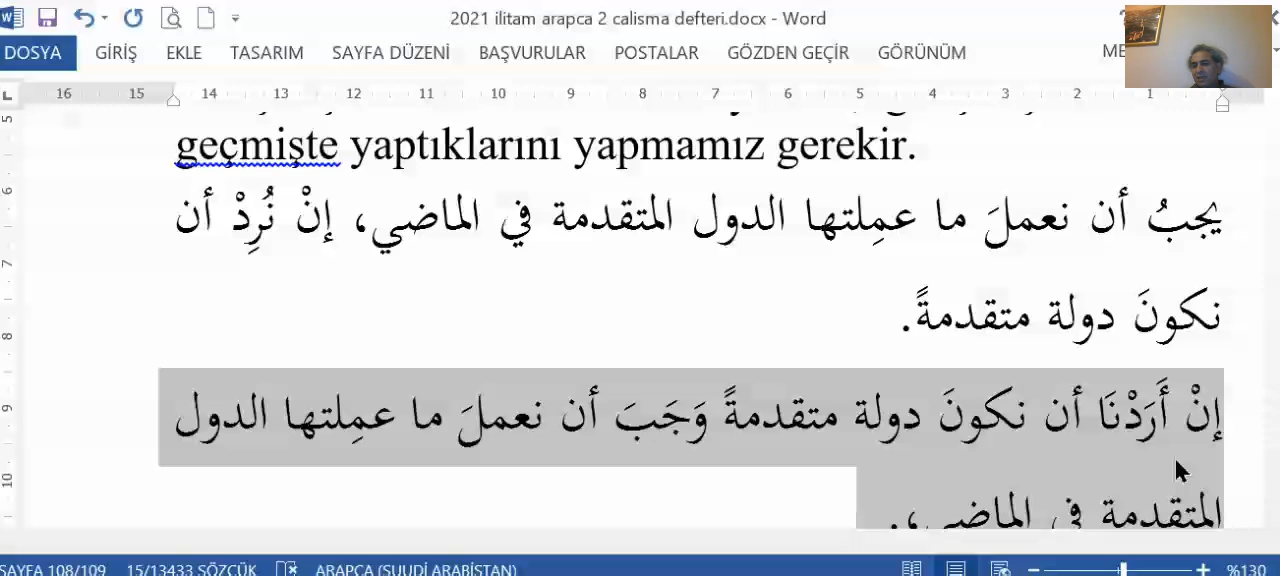 2021 ilitam arapca 2 calisma defteri.docx - Word
DOSYA GİRİŞ EKLE TASARIM SAYFA DÜZENİ BAŞVURULAR POSTALAR GÖZDEN GEÇİR GÖRÜNÜM ME
16 15 14 13 12 11 10 9 8 7 6 5 4 3 2 1
geçmişte yaptıklarını yapmamız gerekir.
يجبُ أن نعملَ ما عمِلتها الدول المتقدمة في الماضي، إنْ نُرِدْ أن
نكونَ دولة متقدمةً.
إنْ أَرَدْنَا أن نكونَ دولة متقدمةً وَجَبَ أن نعملَ ما عمِلتها الدول
المتقدمة في الماضي،.
SAYFA 108/109 15/13433 SÖZCÜK ARAPÇA (SUUDİ ARABİSTAN) %130